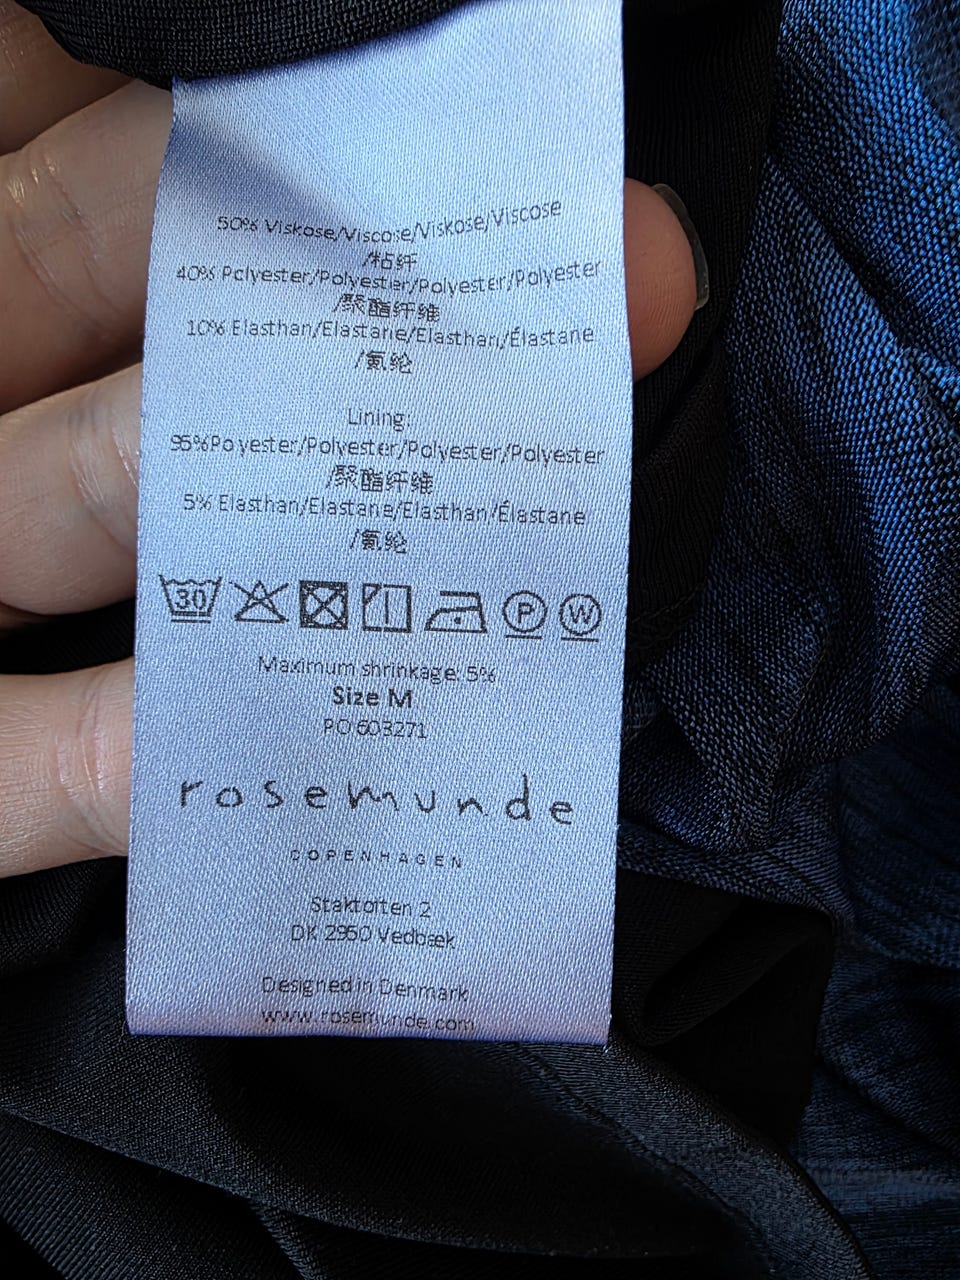 50% Viskose/Viscose/Viskose/Viscose
/粘纤
40% Polyester/Polyester/Polyester/Polyester
/聚酯纤维
10% Elasthan/Elastane/Elasthan/Élastane
/氨纶
Lining:
95%Polyester/Polyester/Polyester/Polyester
/聚酯纤维
5% Elasthan/Elastane/Elasthan/Élastane
/氨纶
30 P W
Maximum shrinkage: 5%
Size M
PO 603271
rosemunde
COPENHAGEN
Staktoften 2
DK 2950 Vedbæk
Designed in Denmark
www.rosemunde.com